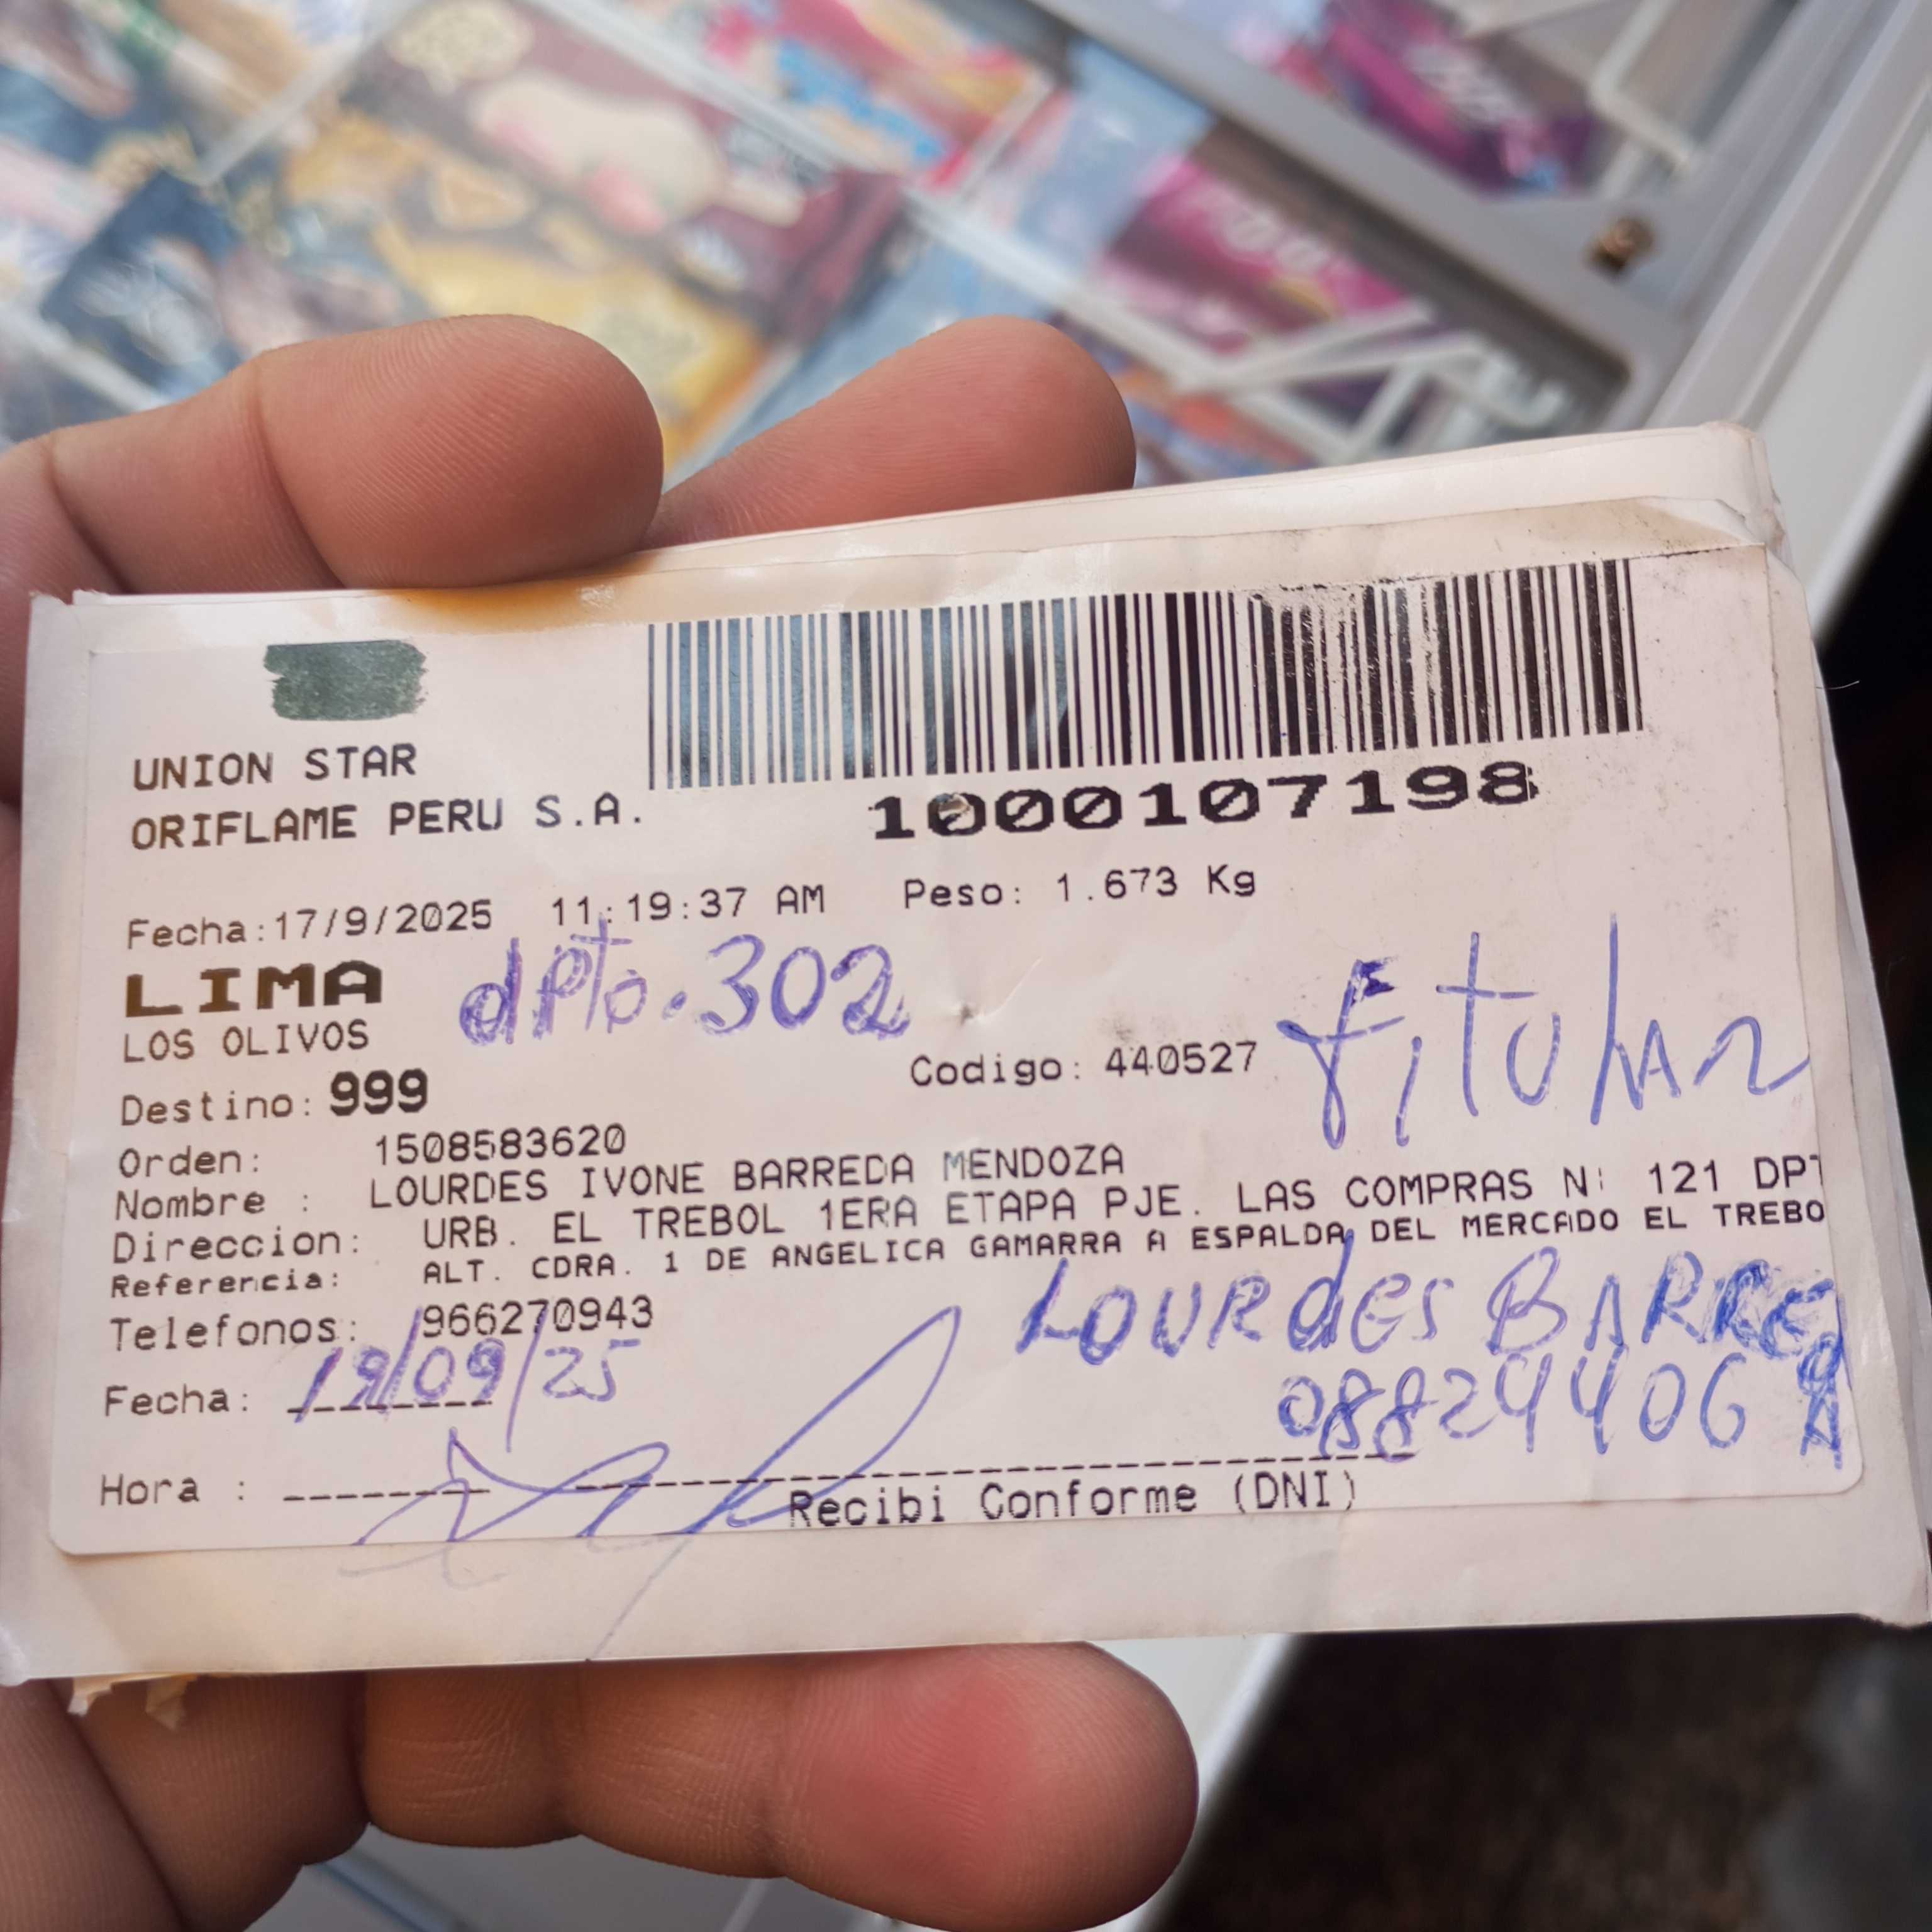 UNION STAR
ORIFLAME PERU S.A.
1000107198
Fecha:17/9/2025 11:19:37 AM Peso: 1.673 Kg
LIMA dpto. 302
LOS OLIVOS
Codigo: 440527 titular
Destino: 999
Orden: 1508583620
Nombre : LOURDES IVONE BARREDA MENDOZA
Direccion: URB. EL TREBOL 1ERA ETAPA PJE. LAS COMPRAS N: 121 DPT
Referencia: ALT. CDRA. 1 DE ANGELICA GAMARRA A ESPALDA DEL MERCADO EL TREBO
Telefonos: 966270943
LOURdES BARREdA
Fecha: 19/09/25
08824406
Hora :
Recibi Conforme (DNI)